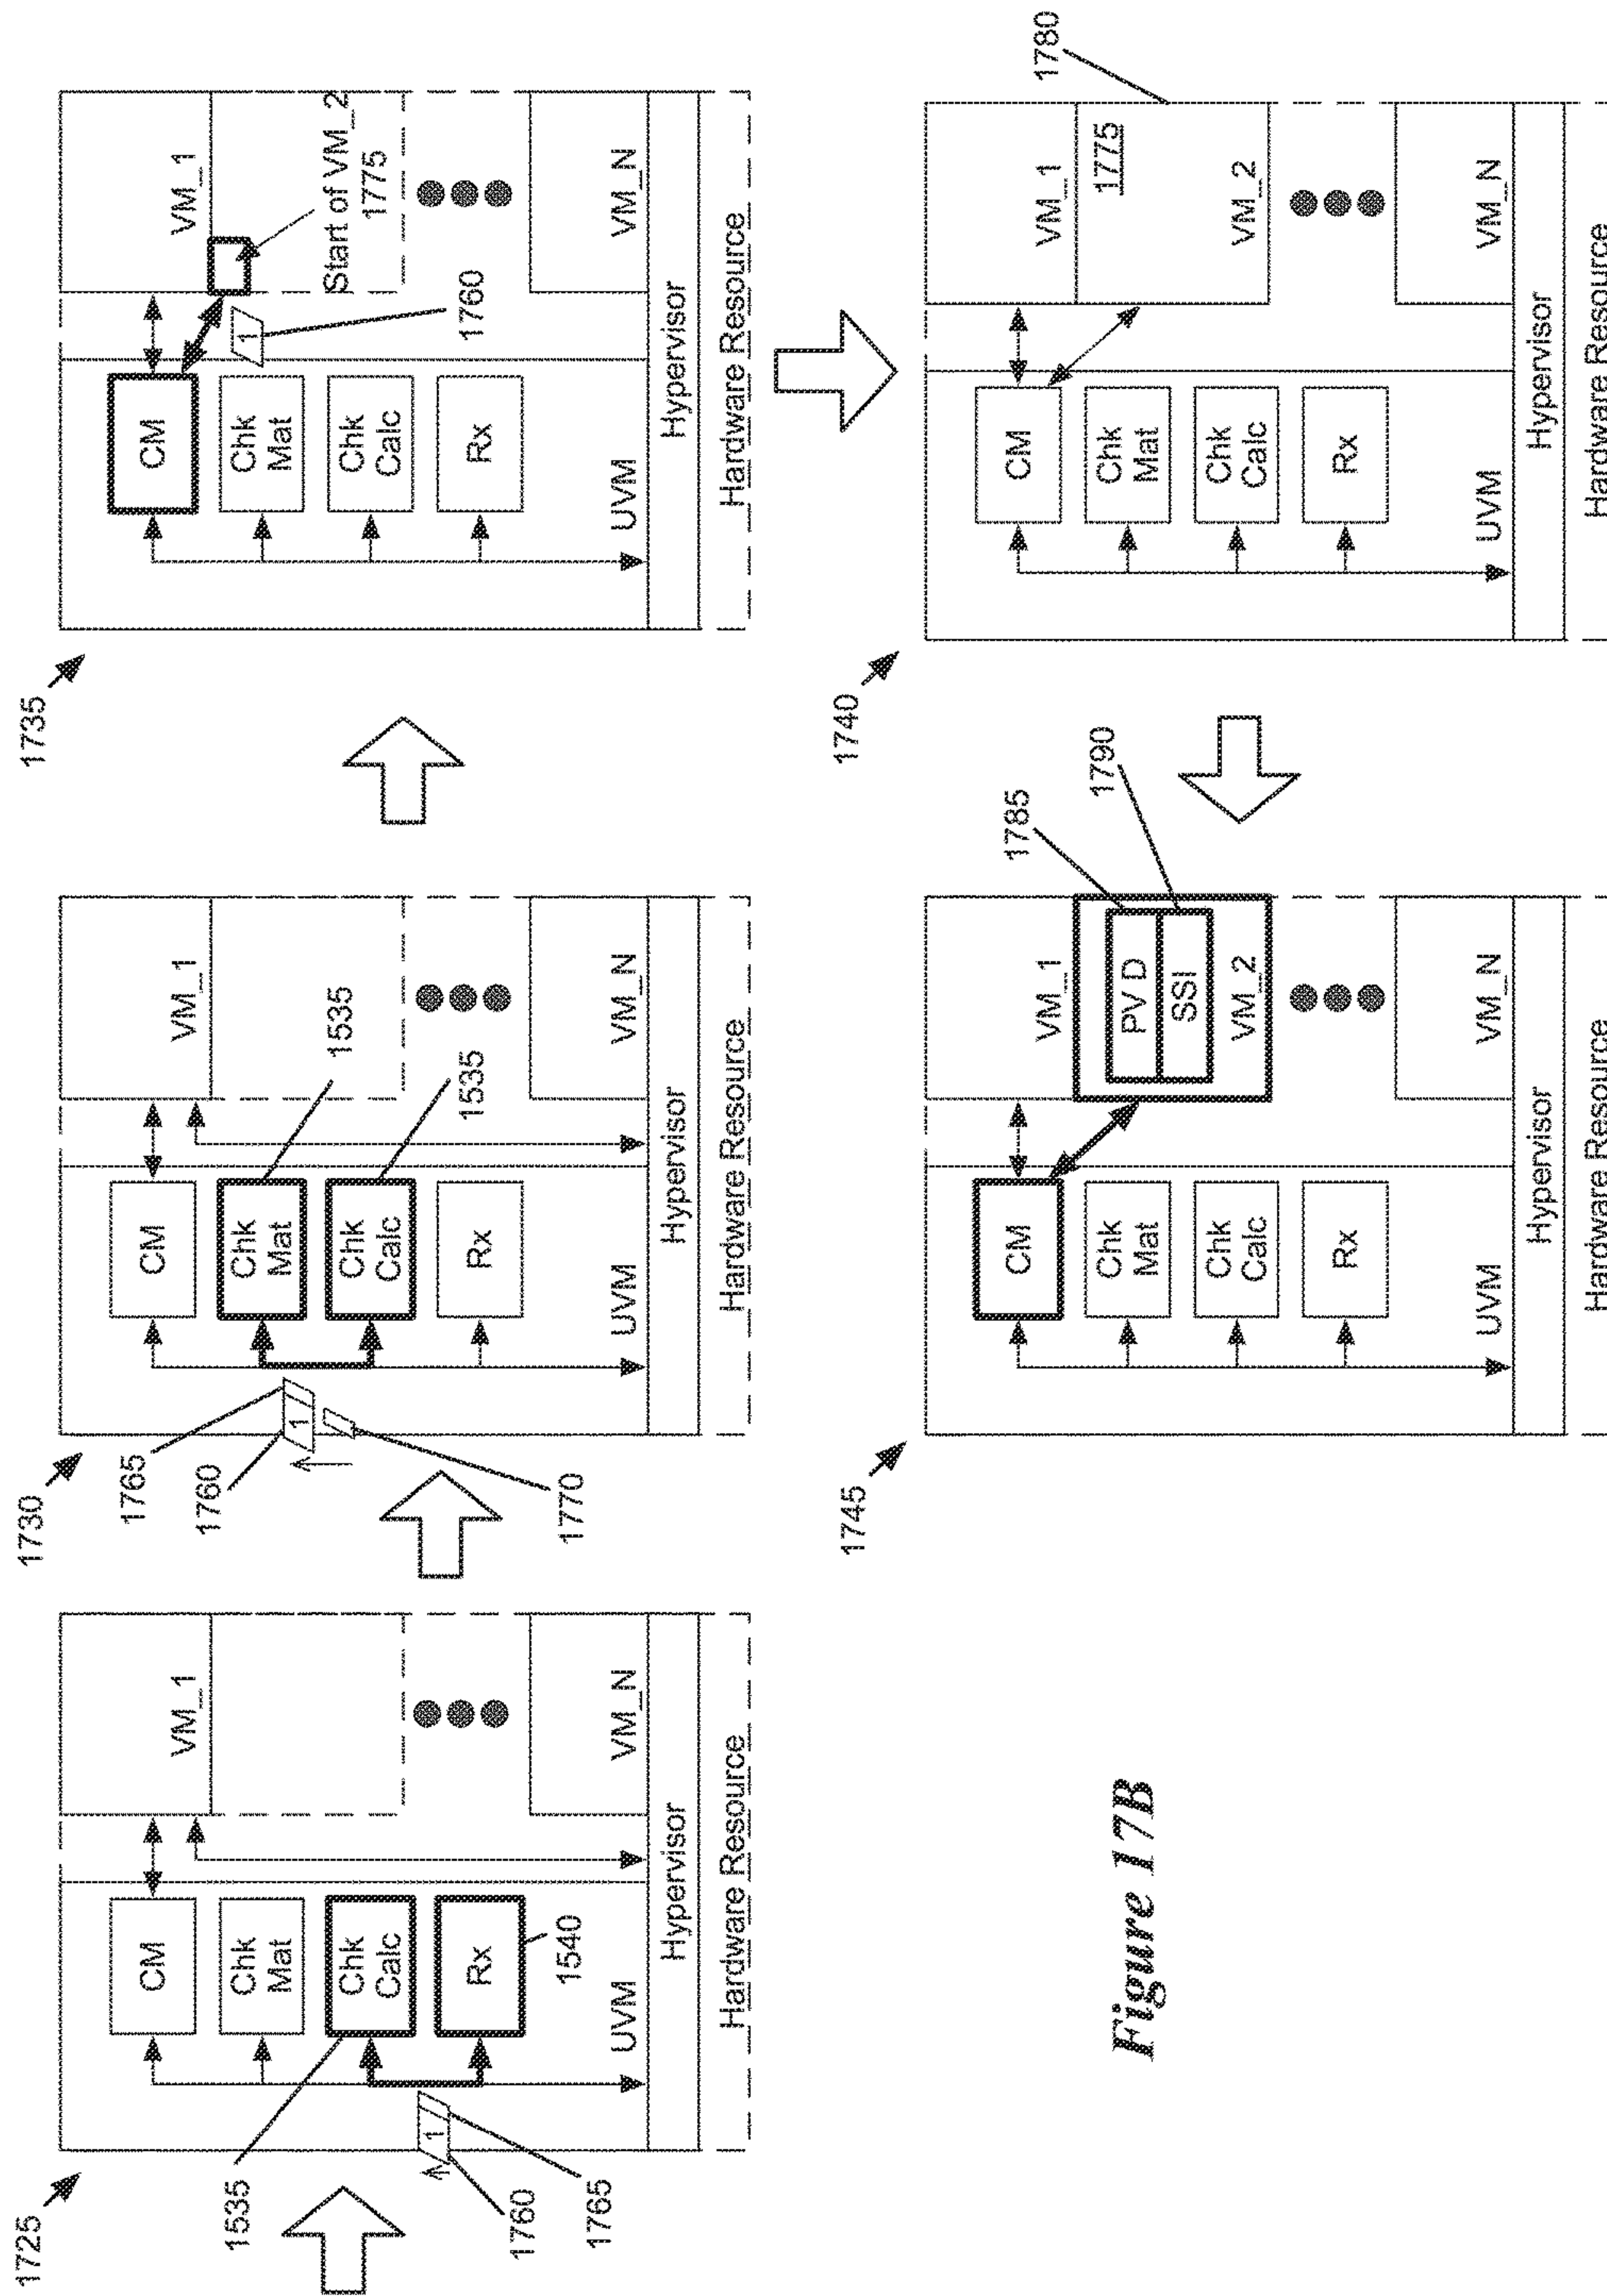 1725
VM_1
CM
Chk
Mat
Chk
Calc
Rx
1535
1540
1760
1765
1
UVM
VM_N
Hypervisor
Hardware Resource
1730
VM_1
CM
Chk
Mat
Chk
Calc
Rx
1765
1760
1
1770
1535
1535
UVM
VM_N
Hypervisor
Hardware Resource
1735
VM_1
CM
Chk
Mat
Chk
Calc
Rx
Start of VM_2
1775
1
1760
UVM
VM_N
Hypervisor
Hardware Resource
1740
VM_1
1775
1780
CM
Chk
Mat
Chk
Calc
Rx
VM_2
UVM
VM_N
Hypervisor
Hardware Resource
1745
VM_1
1785
1790
CM
PV D
SSI
Chk
Mat
VM_2
Chk
Calc
Rx
UVM
VM_N
Hypervisor
Hardware Resource
Figure 17B